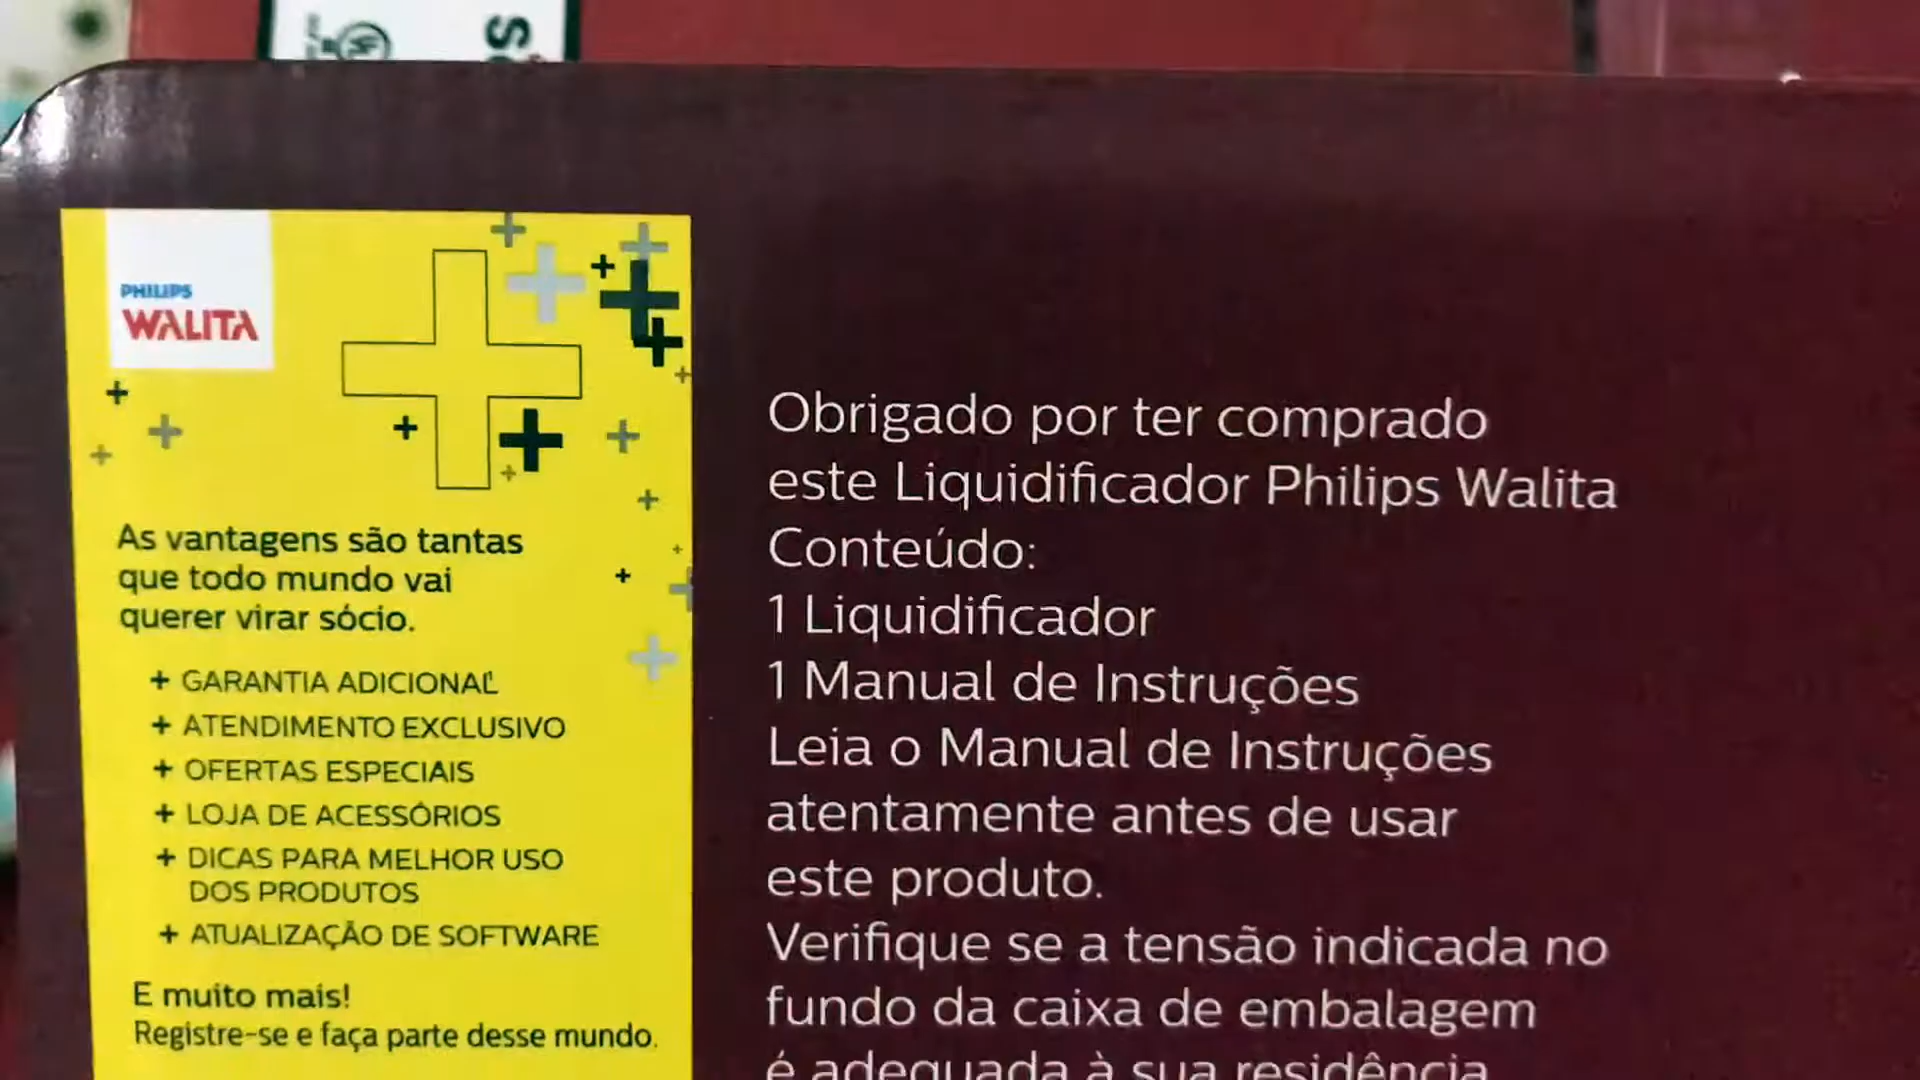 PHILIPS
WALITA
As vantagens são tantas
que todo mundo vai
querer virar sócio.
+ GARANTIA ADICIONAL
+ ATENDIMENTO EXCLUSIVO
+ OFERTAS ESPECIAIS
+ LOJA DE ACESSÓRIOS
+ DICAS PARA MELHOR USO
DOS PRODUTOS
+ ATUALIZAÇÃO DE SOFTWARE
E muito mais!
Registre-se e faça parte desse mundo.
Obrigado por ter comprado
este Liquidificador Philips Walita
Conteúdo:
1 Liquidificador
1 Manual de Instruções
Leia o Manual de Instruções
atentamente antes de usar
este produto.
Verifique se a tensão indicada no
fundo da caixa de embalagem
é adequada à sua residência